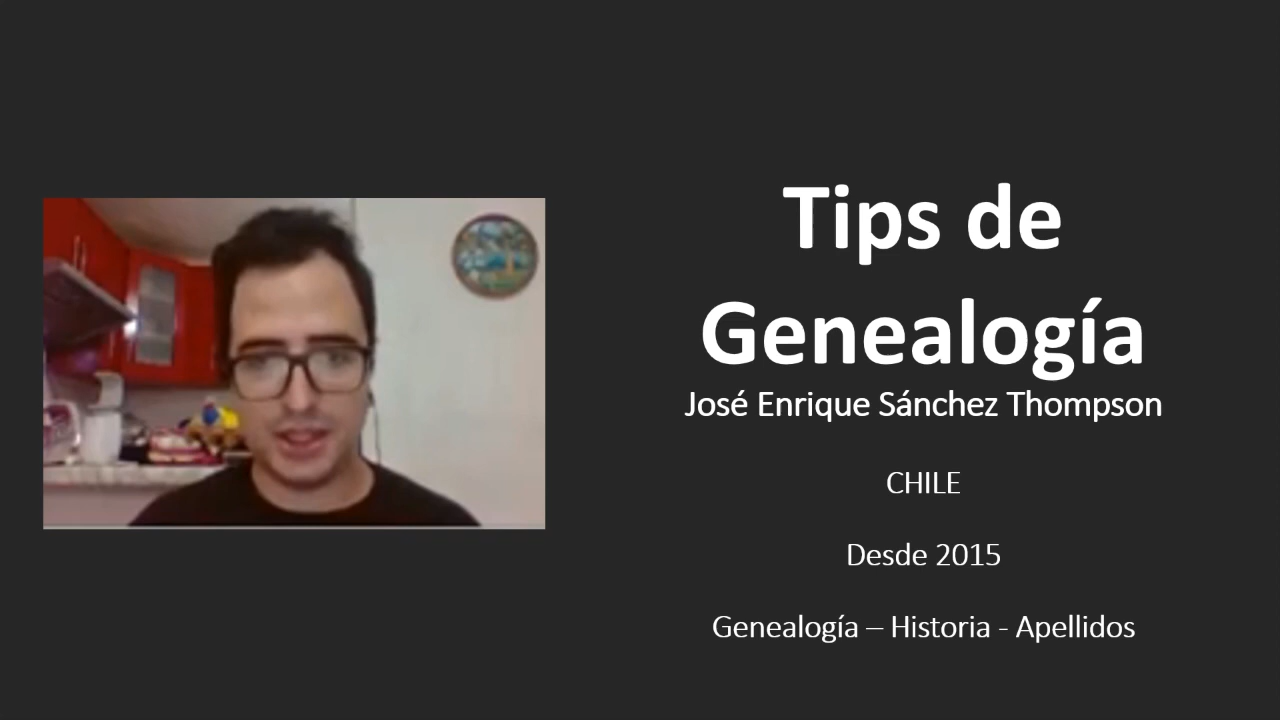 Tips de
Genealogía
José Enrique Sánchez Thompson
CHILE
Desde 2015
Genealogía – Historia - Apellidos